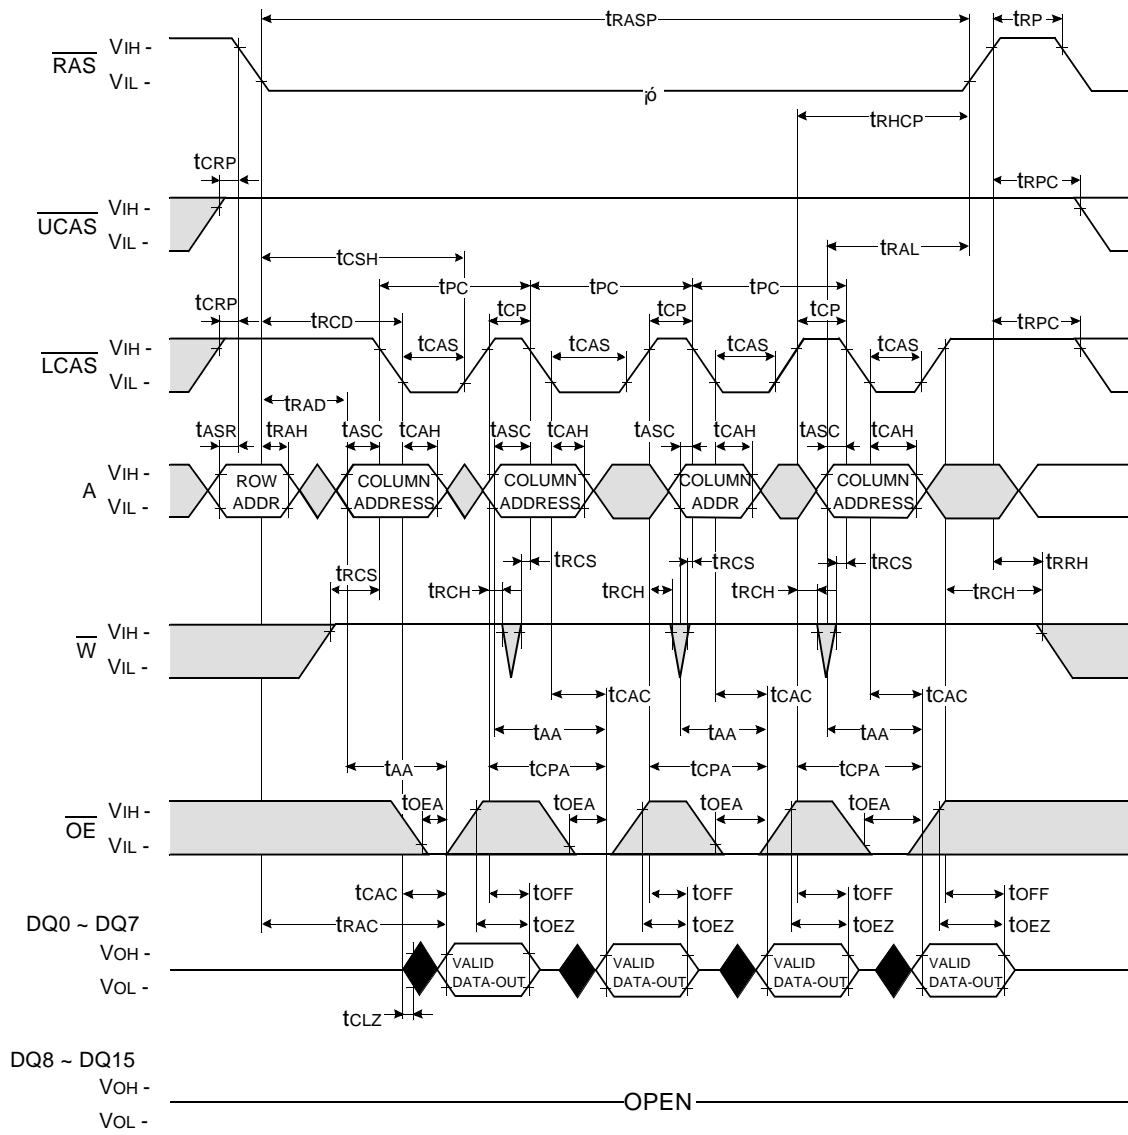 tRASP tRP
RAS VIH -
VIL -
¡ó
tRHCP
tCRP tRPC
UCAS VIH -
VIL -
tRAL
tCSH
tPC tPC tPC
tCRP tRCD tCP tCP tCP tRPC
tCAS tCAS tCAS tCAS
LCAS VIH -
VIL -
tRAD
tASR tRAH tASC tCAH tASC tCAH tASC tCAH tASC tCAH
A VIH -
VIL -
ROW COLUMN COLUMN COLUMN COLUMN
ADDR ADDRESS ADDRESS ADDR ADDRESS
tRCS tRCS tRCS tRCS tRRH
tRCH tRCH tRCH tRCH
W VIH -
VIL -
tCAC tCAC tCAC
tAA tAA tAA
tAA tCPA tCPA tCPA
tOEA tOEA tOEA tOEA
OE VIH -
VIL -
tCAC tOFF tOFF tOFF tOFF
tRAC tOEZ tOEZ tOEZ tOEZ
DQ0 ~ DQ7
VOH -
VOL -
VALID VALID VALID VALID
DATA-OUT DATA-OUT DATA-OUT DATA-OUT
tCLZ
DQ8 ~ DQ15
VOH -
OPEN
VOL -